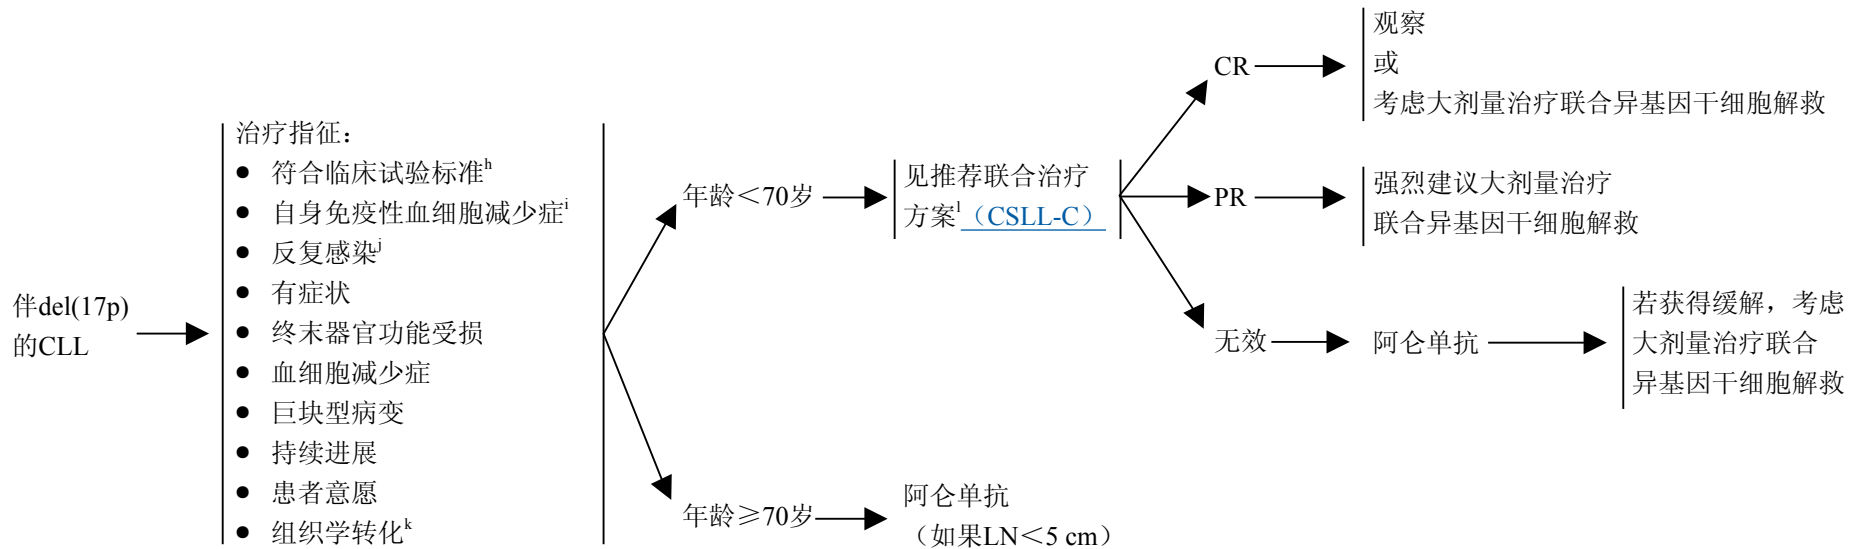 伴del(17p)
的CLL
治疗指征：
● 符合临床试验标准h
● 自身免疫性血细胞减少症i
● 反复感染j
● 有症状
● 终末器官功能受损
● 血细胞减少症
● 巨块型病变
● 持续进展
● 患者意愿
● 组织学转化k
年龄＜70岁
见推荐联合治疗
方案l（CSLL-C）
CR
观察
或
考虑大剂量治疗联合异基因干细胞解救
PR
强烈建议大剂量治疗
联合异基因干细胞解救
无效
阿仑单抗
若获得缓解，考虑
大剂量治疗联合
异基因干细胞解救
年龄≥70岁
阿仑单抗
（如果LN＜5 cm）